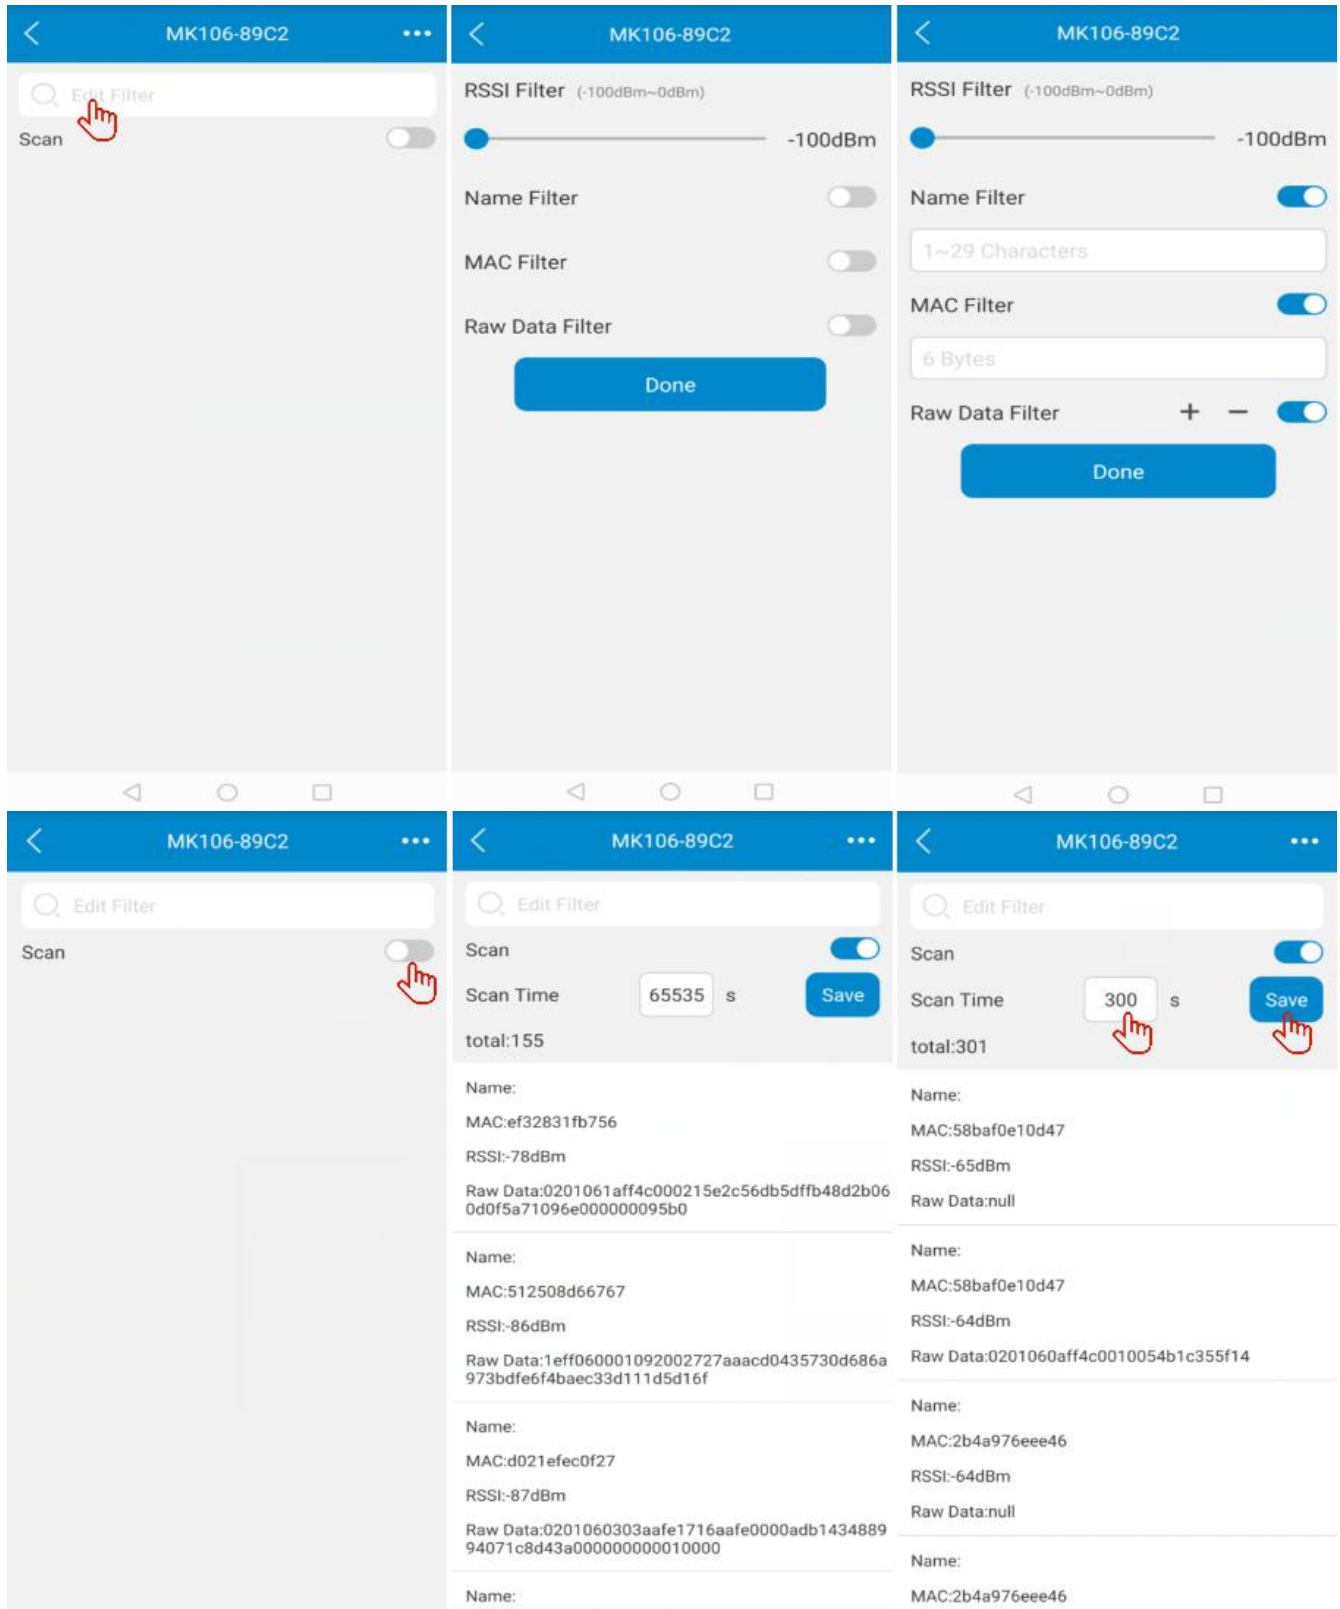 MK106-89C2
Edit Filter
Scan
MK106-89C2
RSSI Filter (-100dBm~0dBm)
-100dBm
Name Filter
MAC Filter
Raw Data Filter
Done
MK106-89C2
RSSI Filter (-100dBm~0dBm)
-100dBm
Name Filter
1~29 Characters
MAC Filter
6 Bytes
Raw Data Filter + −
Done
MK106-89C2
Edit Filter
Scan
MK106-89C2
Edit Filter
Scan
Scan Time 65535 s Save
total:155
Name:
MAC:ef32831fb756
RSSI:-78dBm
Raw Data:0201061aff4c000215e2c56db5dffb48d2b06
0d0f5a71096e000000095b0
Name:
MAC:512508d66767
RSSI:-86dBm
Raw Data:1eff060001092002727aaacd0435730d686a
973bdfe6f4baec33d111d5d16f
Name:
MAC:d021efec0f27
RSSI:-87dBm
Raw Data:0201060303aafe1716aafe0000adb1434889
94071c8d43a000000000010000
Name:
MK106-89C2
Edit Filter
Scan
Scan Time 300 s Save
total:301
Name:
MAC:58baf0e10d47
RSSI:-65dBm
Raw Data:null
Name:
MAC:58baf0e10d47
RSSI:-64dBm
Raw Data:0201060aff4c0010054b1c355f14
Name:
MAC:2b4a976eee46
RSSI:-64dBm
Raw Data:null
Name:
MAC:2b4a976eee46